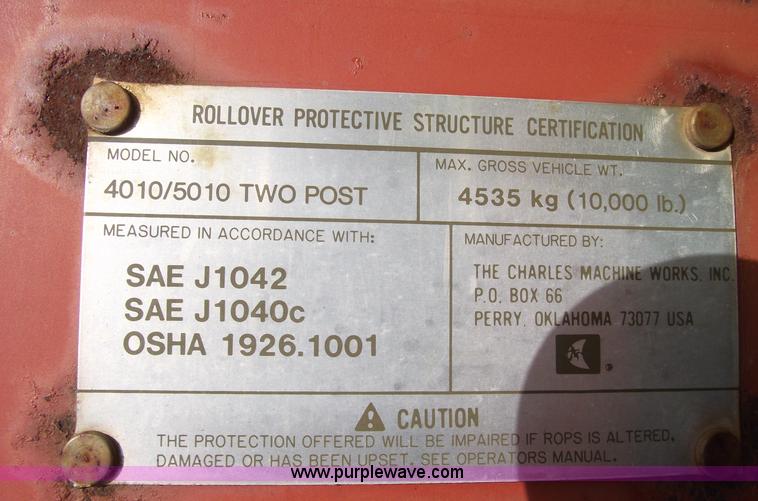 ROLLOVER PROTECTIVE STRUCTURE CERTIFICATION
MODEL NO.
4010/5010 TWO POST
MAX. GROSS VEHICLE WT.
4535 kg (10,000 lb.)
MEASURED IN ACCORDANCE WITH:
SAE J1042
SAE J1040c
OSHA 1926.1001
MANUFACTURED BY:
THE CHARLES MACHINE WORKS, INC.
P.O. BOX 66
PERRY, OKLAHOMA 73077 USA
CAUTION
THE PROTECTION OFFERED WILL BE IMPAIRED IF ROPS IS ALTERED,
DAMAGED OR HAS BEEN UPSET. SEE OPERATORS MANUAL.
www.purplewave.com